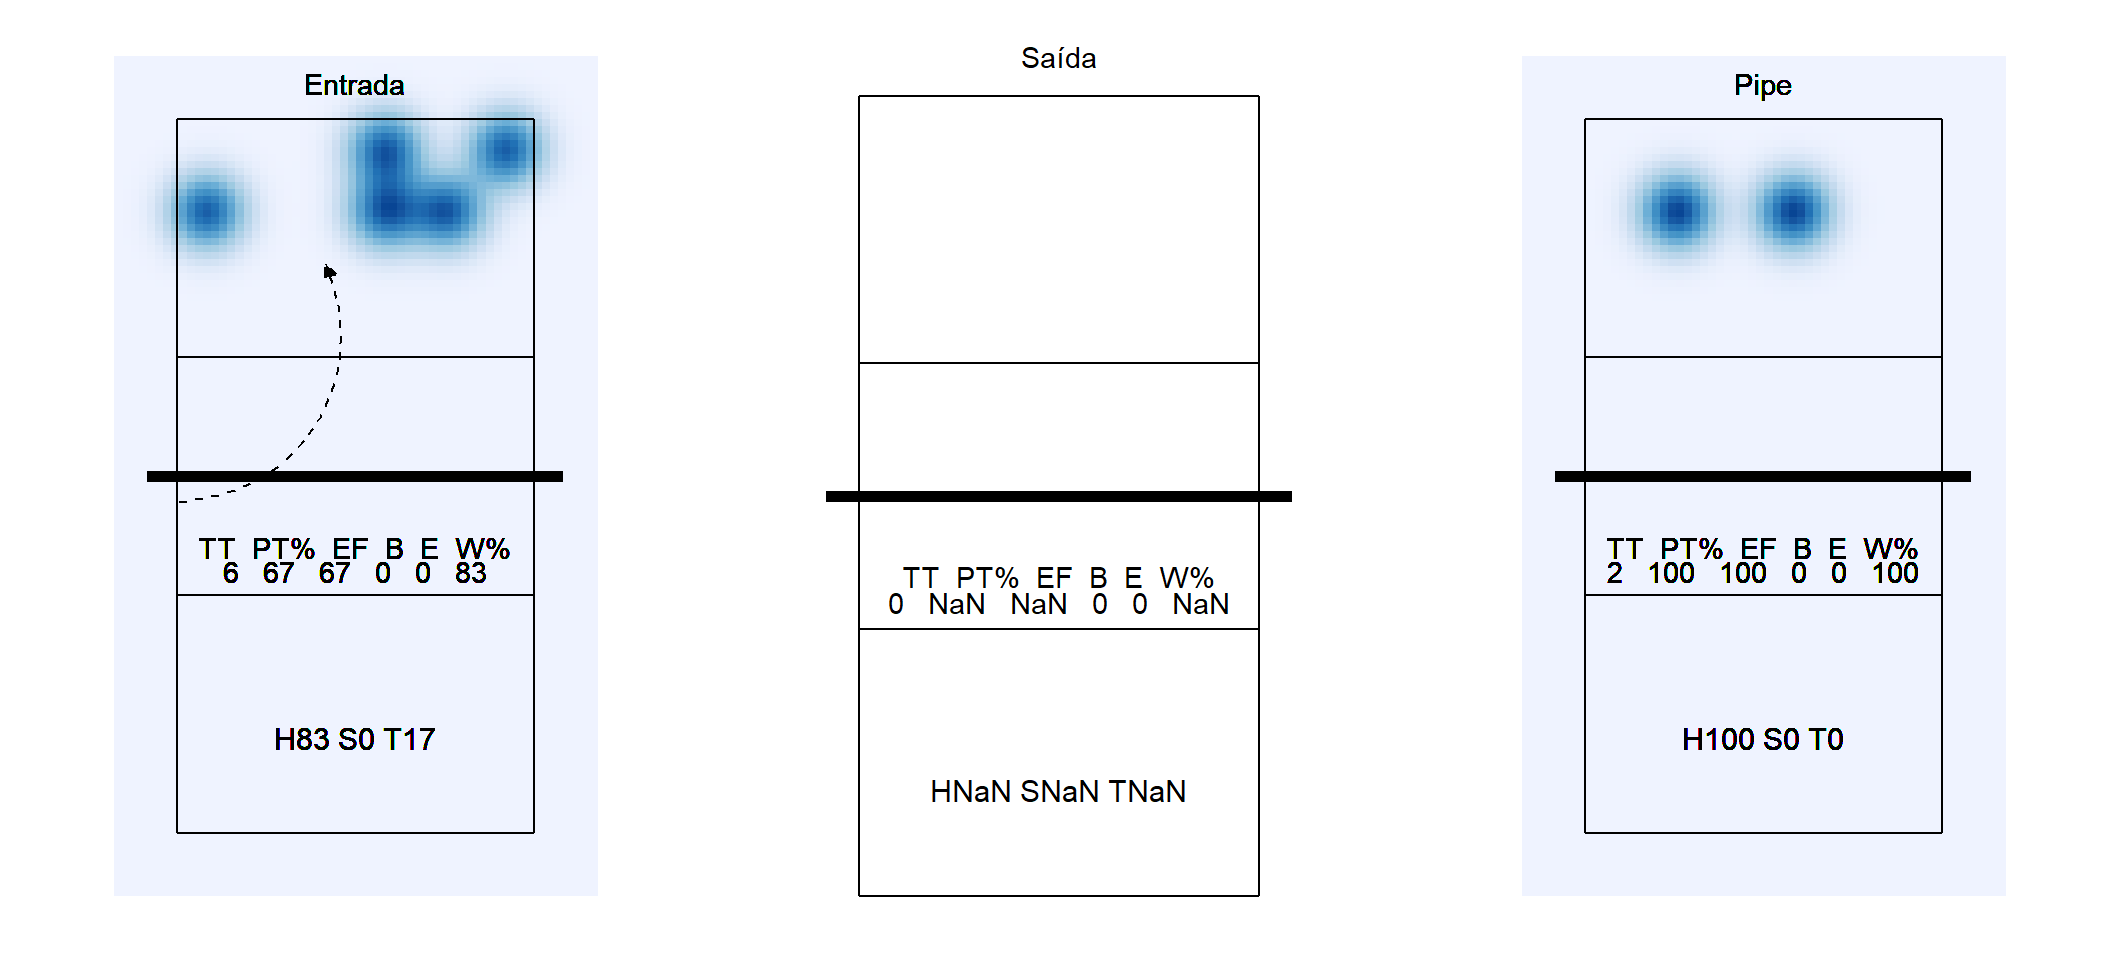 Entrada
TT PT% EF B E W%
6 67 67 0 0 83
H83 S0 T17
Saída
TT PT% EF B E W%
0 NaN NaN 0 0 NaN
HNaN SNaN TNaN
Pipe
TT PT% EF B E W%
2 100 100 0 0 100
H100 S0 T0